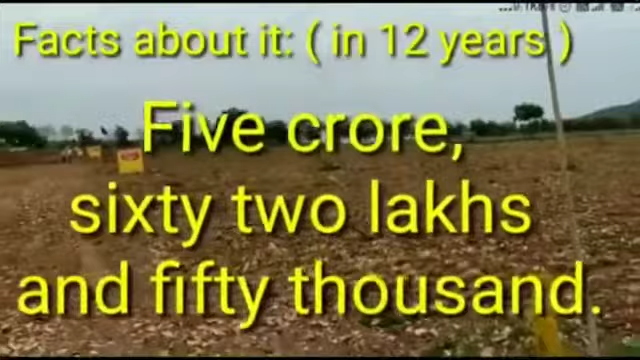 Facts about it: ( in 12 years )
Five crore,
sixty two lakhs
and fifty thousand.